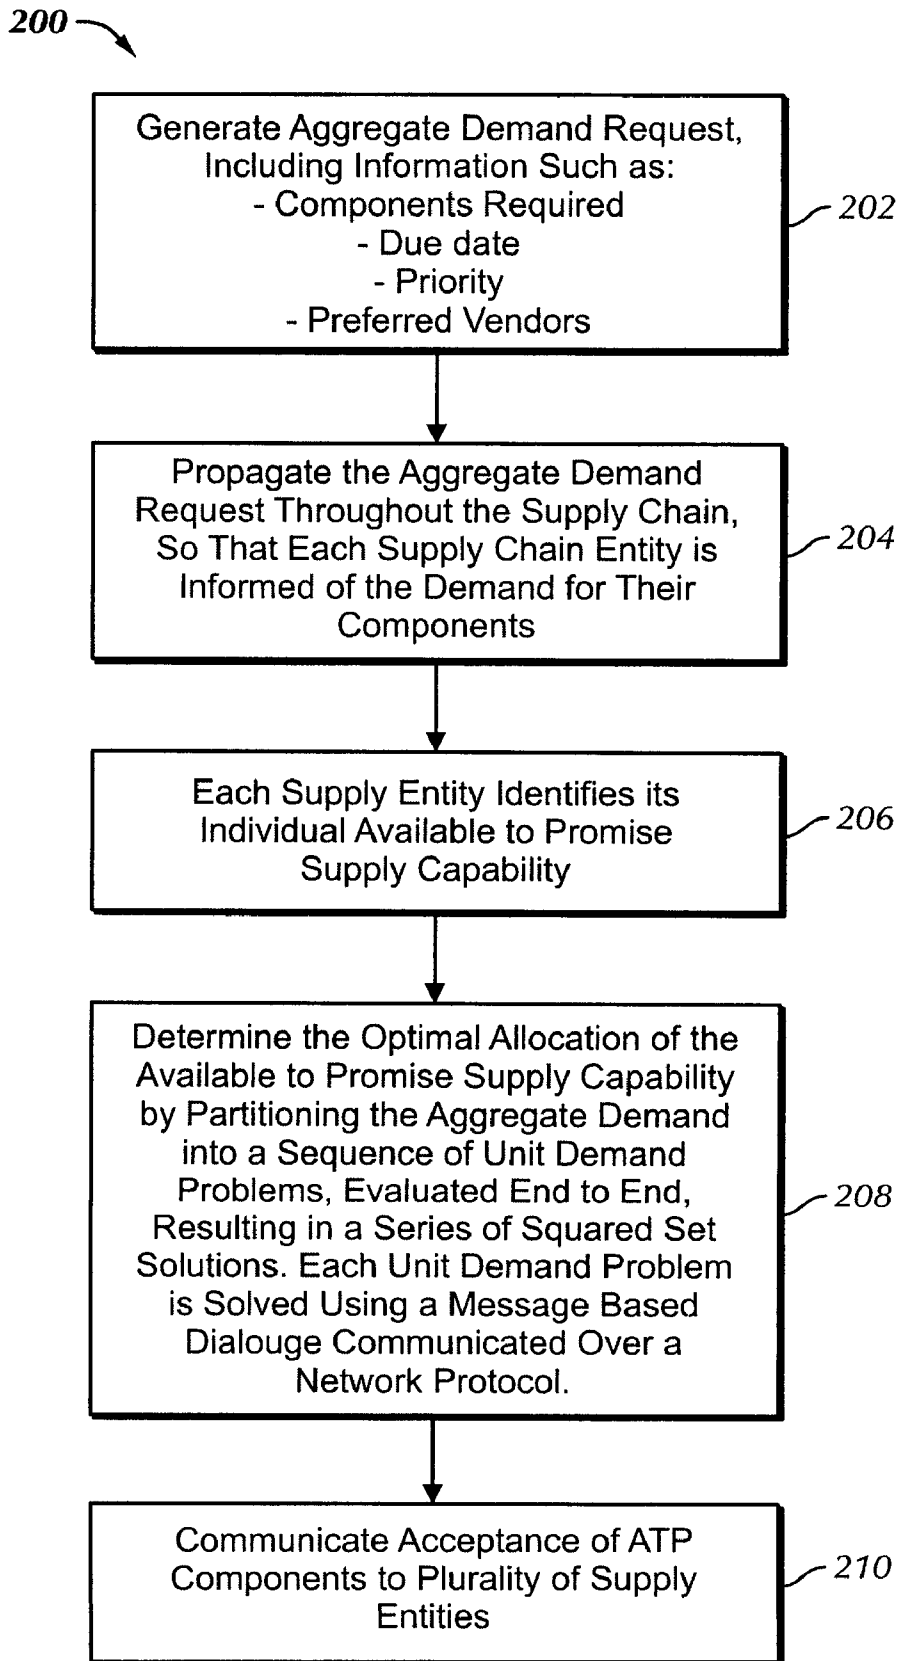 200
Generate Aggregate Demand Request,
Including Information Such as:
- Components Required
- Due date
- Priority
- Preferred Vendors
202
Propagate the Aggregate Demand
Request Throughout the Supply Chain,
So That Each Supply Chain Entity is
Informed of the Demand for Their
Components
204
Each Supply Entity Identifies its
Individual Available to Promise
Supply Capability
206
Determine the Optimal Allocation of the
Available to Promise Supply Capability
by Partitioning the Aggregate Demand
into a Sequence of Unit Demand
Problems, Evaluated End to End,
Resulting in a Series of Squared Set
Solutions. Each Unit Demand Problem
is Solved Using a Message Based
Dialouge Communicated Over a
Network Protocol.
208
Communicate Acceptance of ATP
Components to Plurality of Supply
Entities
210